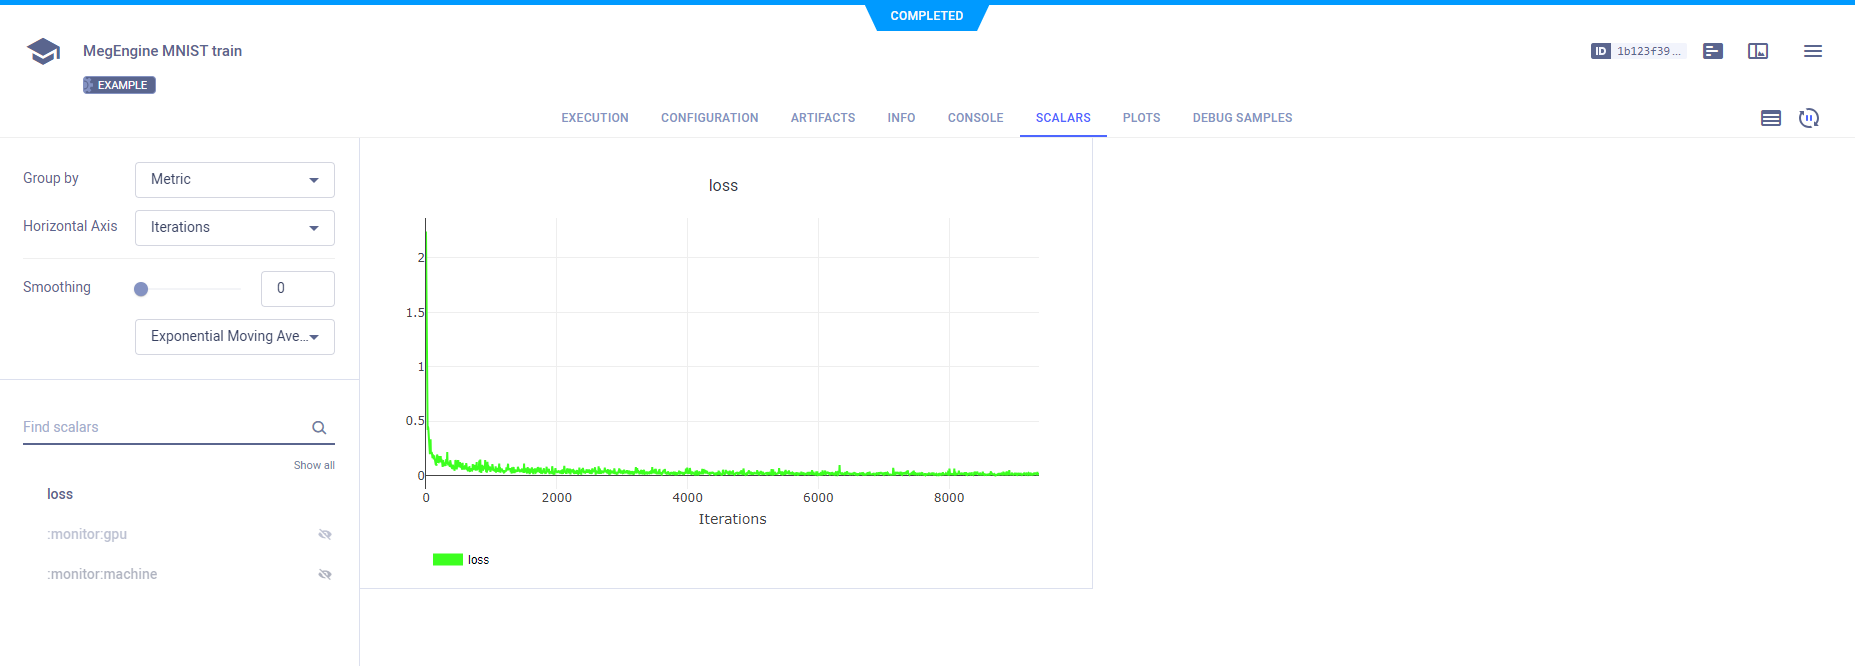 COMPLETED
MegEngine MNIST train
ID 1b123f39...
EXAMPLE
EXECUTION CONFIGURATION ARTIFACTS INFO CONSOLE SCALARS PLOTS DEBUG SAMPLES
Group by Metric
Horizontal Axis Iterations
Smoothing 0
Exponential Moving Ave...
Find scalars
Show all
loss
:monitor:gpu
:monitor:machine
loss
2
1.5
1
0.5
0
0 2000 4000 6000 8000
Iterations
loss